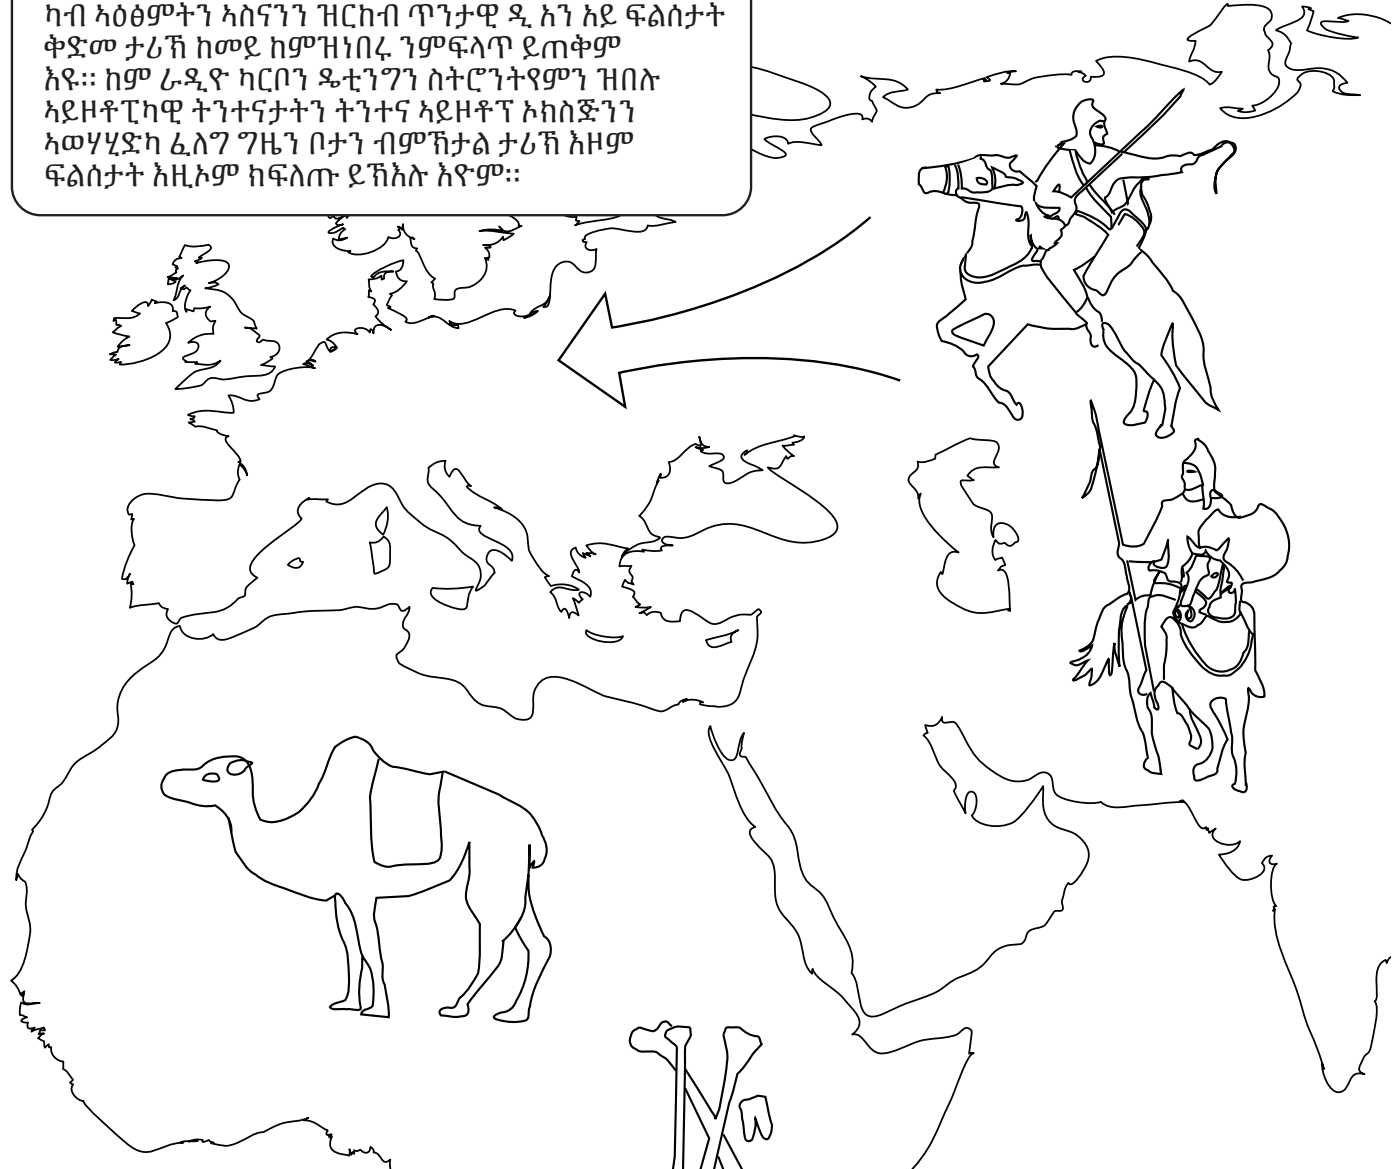 ካብ ኣዕፅምትን ኣስናንን ዝርከብ ጥንታዊ ዲ ኤን ኤይ ፍልሰታት
ቅድመ ታሪኽ ከመይ ከምዝነበሩ ንምፍላጥ ይጠቅም
እዩ። ከም ራዲዮ ካርቦን ዴቲንግን ስትሮንትየምን ዝበሉ
ኣይዞቶፒካዊ ትንተናታትን ትንተና ኣይዞቶፕ ኦክስጅንን
ኣወሃሂድካ ፈለግ ግዜን ቦታን ብምኽታል ታሪኽ እዞም
ፍልሰታት እዚኦም ክፍለጡ ይኽእሉ እዮም።